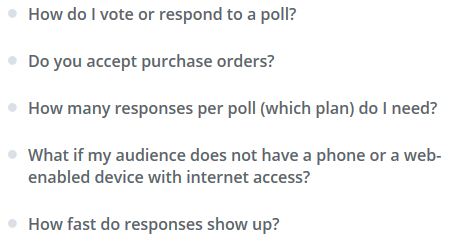 How do I vote or respond to a poll?
Do you accept purchase orders?
How many responses per poll (which plan) do I need?
What if my audience does not have a phone or a web-
enabled device with internet access?
How fast do responses show up?